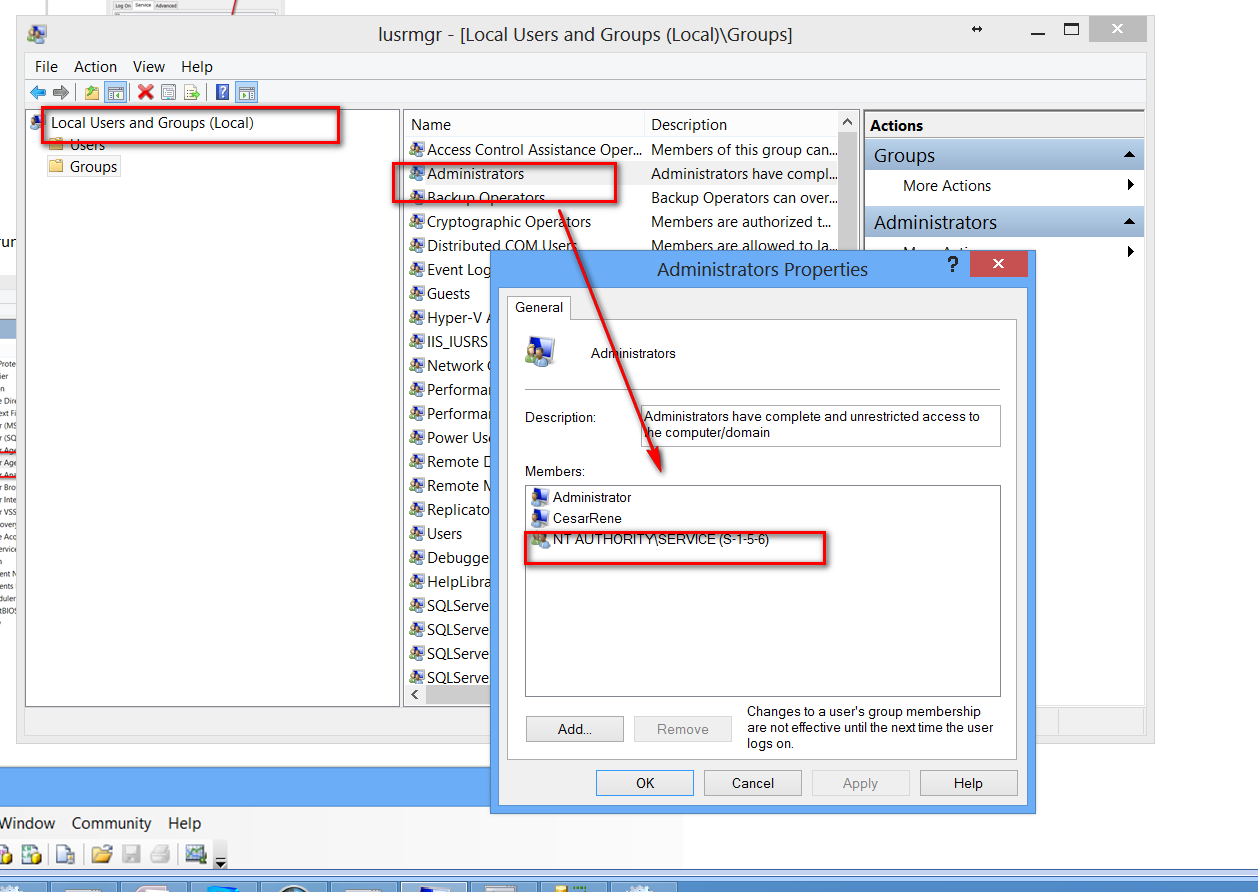 Log On Service Advanced
lusrmgr - [Local Users and Groups (Local)\Groups]
File Action View Help
Local Users and Groups (Local)
Users
Groups
Name Description
Access Control Assistance Oper... Members of this group can...
Administrators Administrators have compl...
Backup Operators Backup Operators can over...
Cryptographic Operators Members are authorized t...
Distributed COM Users Members are allowed to la...
Event Log
Guests
Hyper-V A
IIS_IUSRS
Network C
Performa
Performa
Power Use
Remote D
Remote M
Replicato
Users
Debugge
HelpLibra
SQLServe
SQLServe
SQLServe
SQLServe
Actions
Groups
More Actions
Administrators
Administrators Properties
?
General
Administrators
Description:
Administrators have complete and unrestricted access to
the computer/domain
Members:
Administrator
CesarRene
NT AUTHORITY\SERVICE (S-1-5-6)
Add...
Remove
Changes to a user's group membership
are not effective until the next time the user
logs on.
OK
Cancel
Apply
Help
Window Community Help